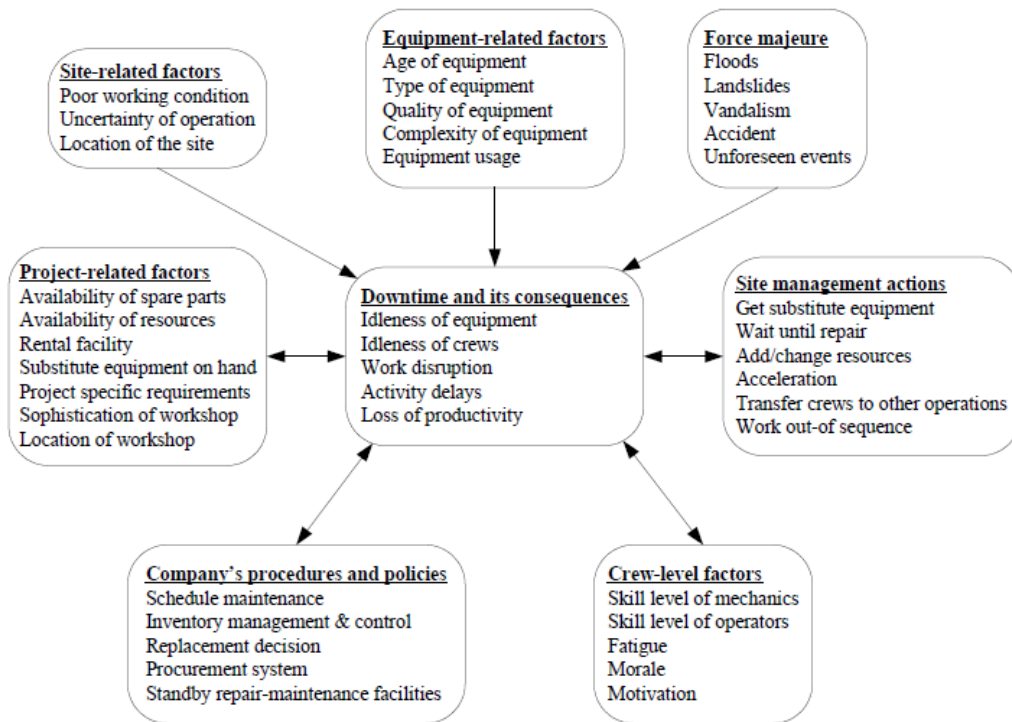 Site-related factors
Poor working condition
Uncertainty of operation
Location of the site
Equipment-related factors
Age of equipment
Type of equipment
Quality of equipment
Complexity of equipment
Equipment usage
Force majeure
Floods
Landslides
Vandalism
Accident
Unforeseen events
Project-related factors
Availability of spare parts
Availability of resources
Rental facility
Substitute equipment on hand
Project specific requirements
Sophistication of workshop
Location of workshop
Downtime and its consequences
Idleness of equipment
Idleness of crews
Work disruption
Activity delays
Loss of productivity
Site management actions
Get substitute equipment
Wait until repair
Add/change resources
Acceleration
Transfer crews to other operations
Work out-of sequence
Company's procedures and policies
Schedule maintenance
Inventory management & control
Replacement decision
Procurement system
Standby repair-maintenance facilities
Crew-level factors
Skill level of mechanics
Skill level of operators
Fatigue
Morale
Motivation